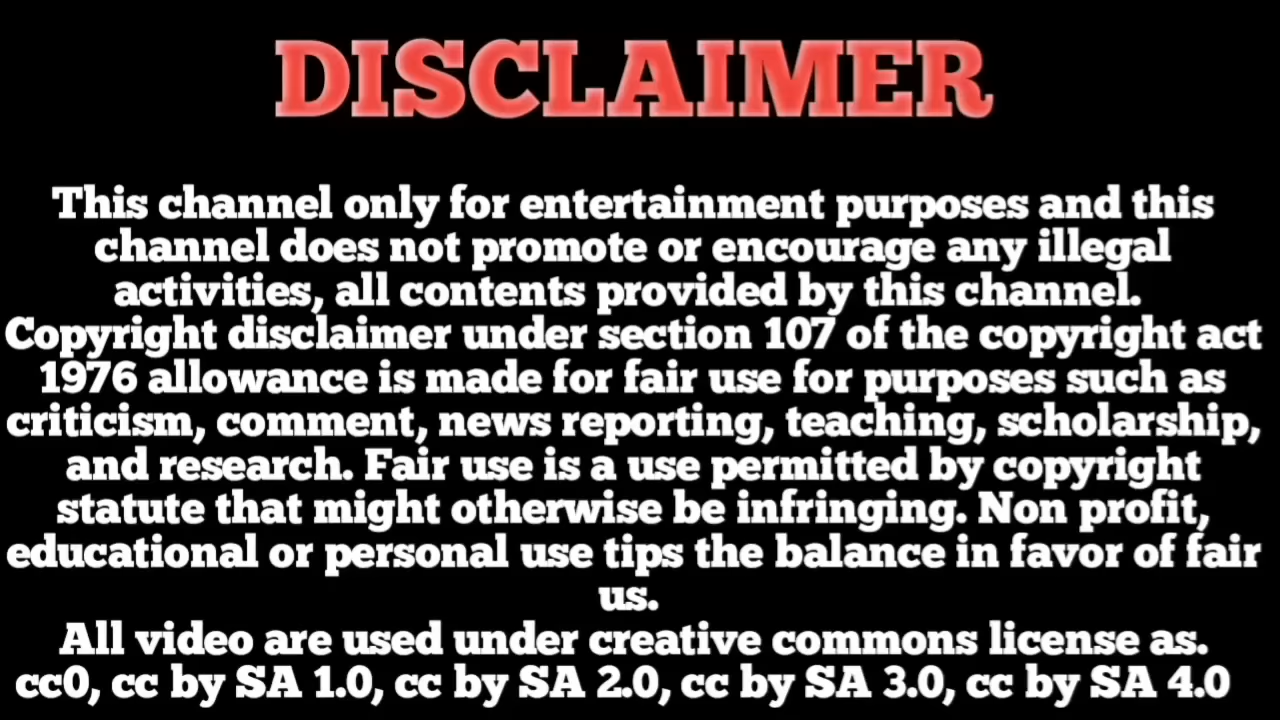 DISCLAIMER
This channel only for entertainment purposes and this
channel does not promote or encourage any illegal
activities, all contents provided by this channel.
Copyright disclaimer under section 107 of the copyright act
1976 allowance is made for fair use for purposes such as
criticism, comment, news reporting, teaching, scholarship,
and research. Fair use is a use permitted by copyright
statute that might otherwise be infringing. Non profit,
educational or personal use tips the balance in favor of fair
us.
All video are used under creative commons license as.
cc0, cc by SA 1.0, cc by SA 2.0, cc by SA 3.0, cc by SA 4.0